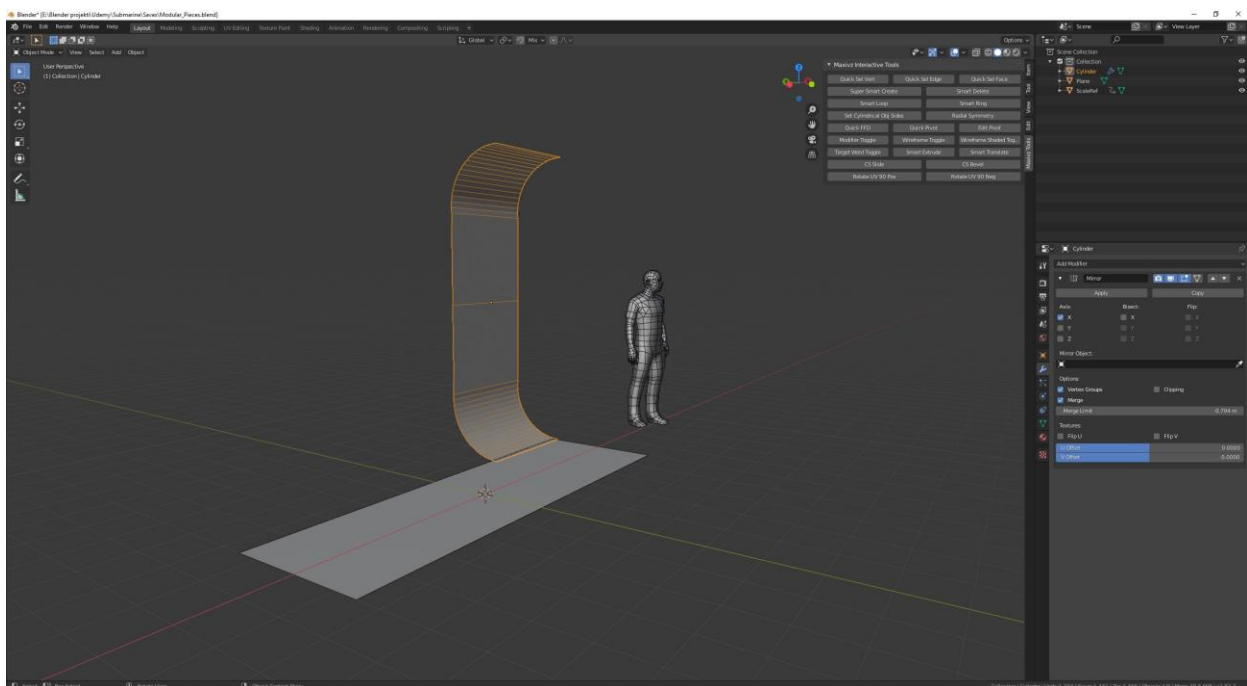 Blender* [E:\Blender projekti\Udemy\Submarine\Saves\Modular_Pieces.blend]
File Edit Render Window Help Layout Modeling Sculpting UV Editing Texture Paint Shading Animation Rendering Compositing Scripting + Scene View Layer
Global Mix Options
Object Mode View Select Add Object
User Perspective
(1) Collection | Cylinder
Scene Collection
Collection
Cylinder
Plane
ScaleRef
Maxivz Interactive Tools
Quick Sel Vert Quick Sel Edge Quick Sel Face
Super Smart Create Smart Delete
Smart Loop Smart Ring
Set Cylindrical Obj Sides Radial Symmetry
Quick FFD Quick Pivot Edit Pivot
Modifier Toggle Wireframe Toggle Wireframe Shaded Tog..
Target Weld Toggle Smart Extrude Smart Translate
CS Slide CS Bevel
Rotate UV 90 Pos Rotate UV 90 Neg
Item
Tool
View
Edit
Maxivz Tools
Z
Cylinder
Add Modifier
Mirror
Apply Copy
Axis: Bisect: Flip:
X X X
Y Y Y
Z Z Z
Mirror Object:
Options:
Vertex Groups Clipping
Merge
Merge Limit 0.794 m
Textures:
Flip U Flip V
U Offset 0.0000
V Offset 0.0000